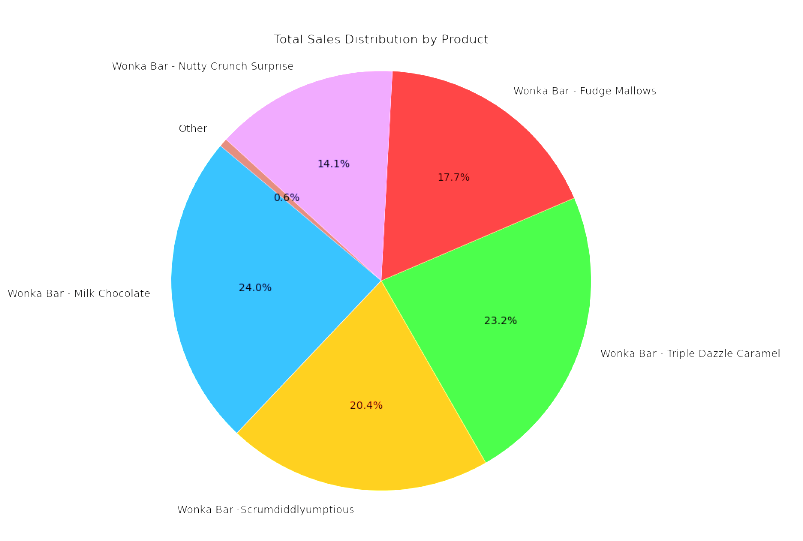 Total Sales Distribution by Product
Wonka Bar - Nutty Crunch Surprise
Wonka Bar - Fudge Mallows
Other
14.1%
17.7%
0.6%
24.0%
Wonka Bar - Milk Chocolate
23.2%
Wonka Bar - Triple Dazzle Caramel
20.4%
Wonka Bar -Scrumdiddlyumptious